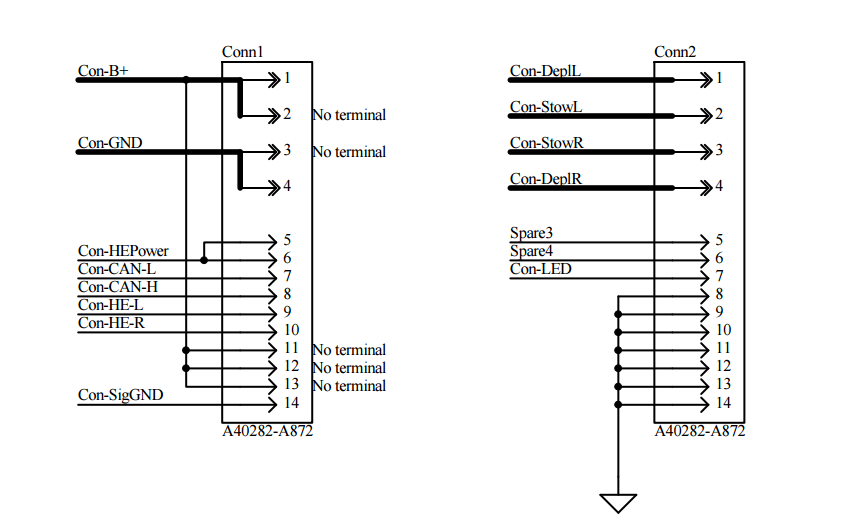 Conn1
Con-B+
1
2 No terminal
Con-GND
3 No terminal
4
5
Con-HEPower
6
Con-CAN-L
7
Con-CAN-H
8
Con-HE-L
9
Con-HE-R
10
11 No terminal
12 No terminal
13 No terminal
Con-SigGND
14
A40282-A872
Conn2
Con-DeplL
1
Con-StowL
2
Con-StowR
3
Con-DeplR
4
Spare3
5
Spare4
6
Con-LED
7
8
9
10
11
12
13
14
A40282-A872